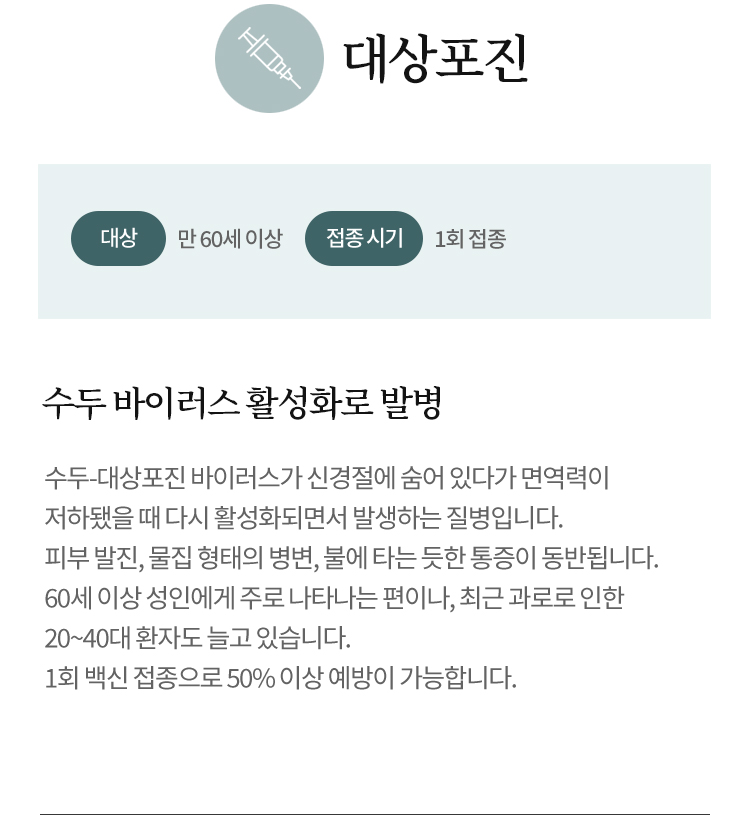 대상포진
대상 만 60세 이상 접종 시기 1회 접종
수두 바이러스 활성화로 발병
수두-대상포진 바이러스가 신경절에 숨어 있다가 면역력이
저하됐을 때 다시 활성화되면서 발생하는 질병입니다.
피부 발진, 물집 형태의 병변, 불에 타는 듯한 통증이 동반됩니다.
60세 이상 성인에게 주로 나타나는 편이나, 최근 과로로 인한
20~40대 환자도 늘고 있습니다.
1회 백신 접종으로 50% 이상 예방이 가능합니다.